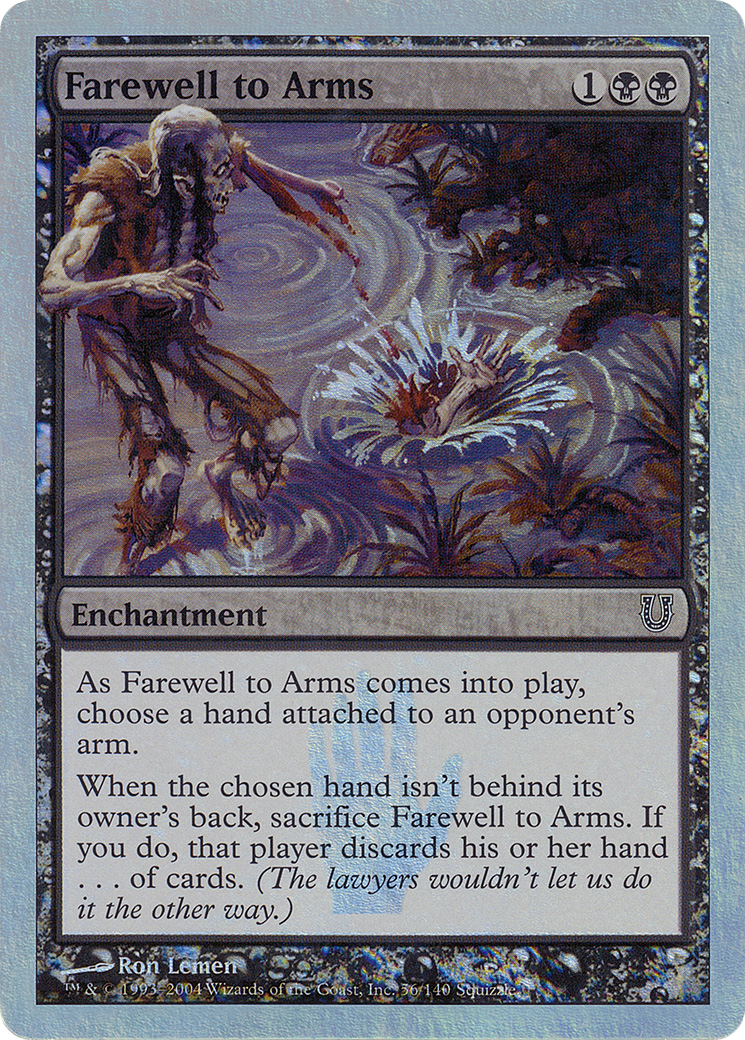 Farewell to Arms 1
Enchantment
As Farewell to Arms comes into play,
choose a hand attached to an opponent's
arm.
When the chosen hand isn't behind its
owner's back, sacrifice Farewell to Arms. If
you do, that player discards his or her hand
. . . of cards. (The lawyers wouldn't let us do
it the other way.)
Ron Lemen
™ & © 1993–2004 Wizards of the Coast, Inc. 56/140 Squizzle